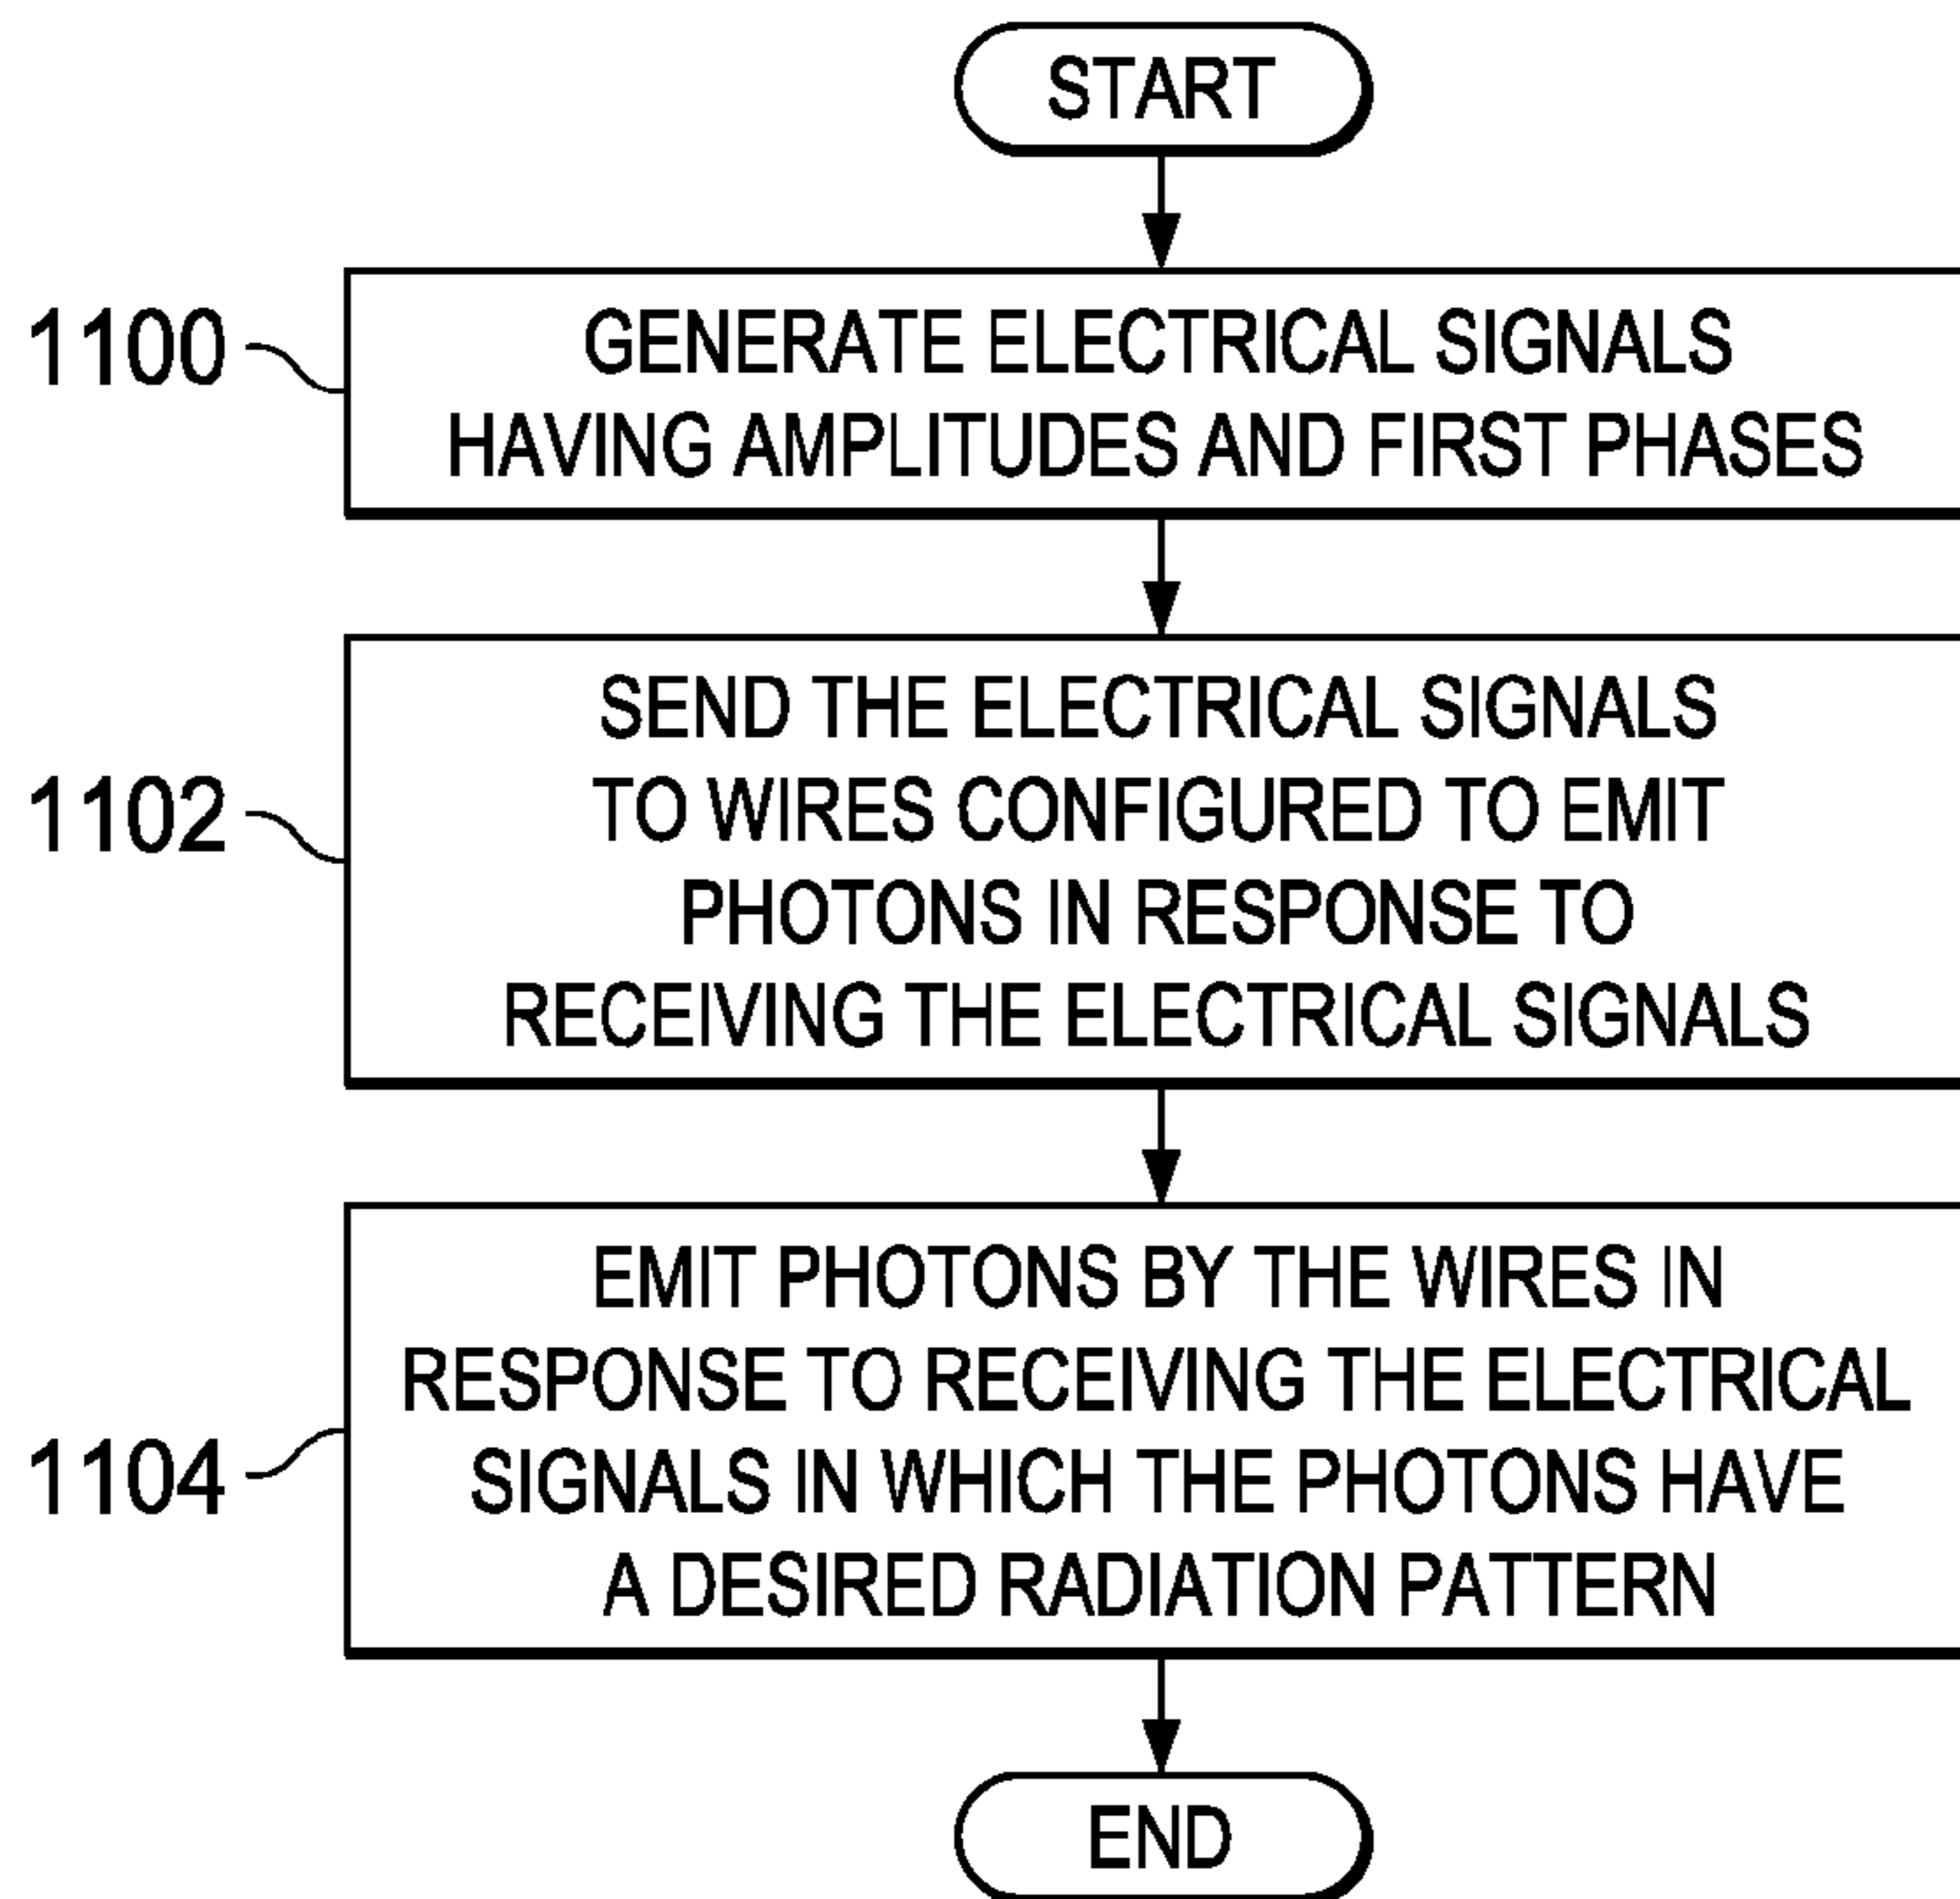 START
1100
GENERATE ELECTRICAL SIGNALS
HAVING AMPLITUDES AND FIRST PHASES
1102
SEND THE ELECTRICAL SIGNALS
TO WIRES CONFIGURED TO EMIT
PHOTONS IN RESPONSE TO
RECEIVING THE ELECTRICAL SIGNALS
1104
EMIT PHOTONS BY THE WIRES IN
RESPONSE TO RECEIVING THE ELECTRICAL
SIGNALS IN WHICH THE PHOTONS HAVE
A DESIRED RADIATION PATTERN
END